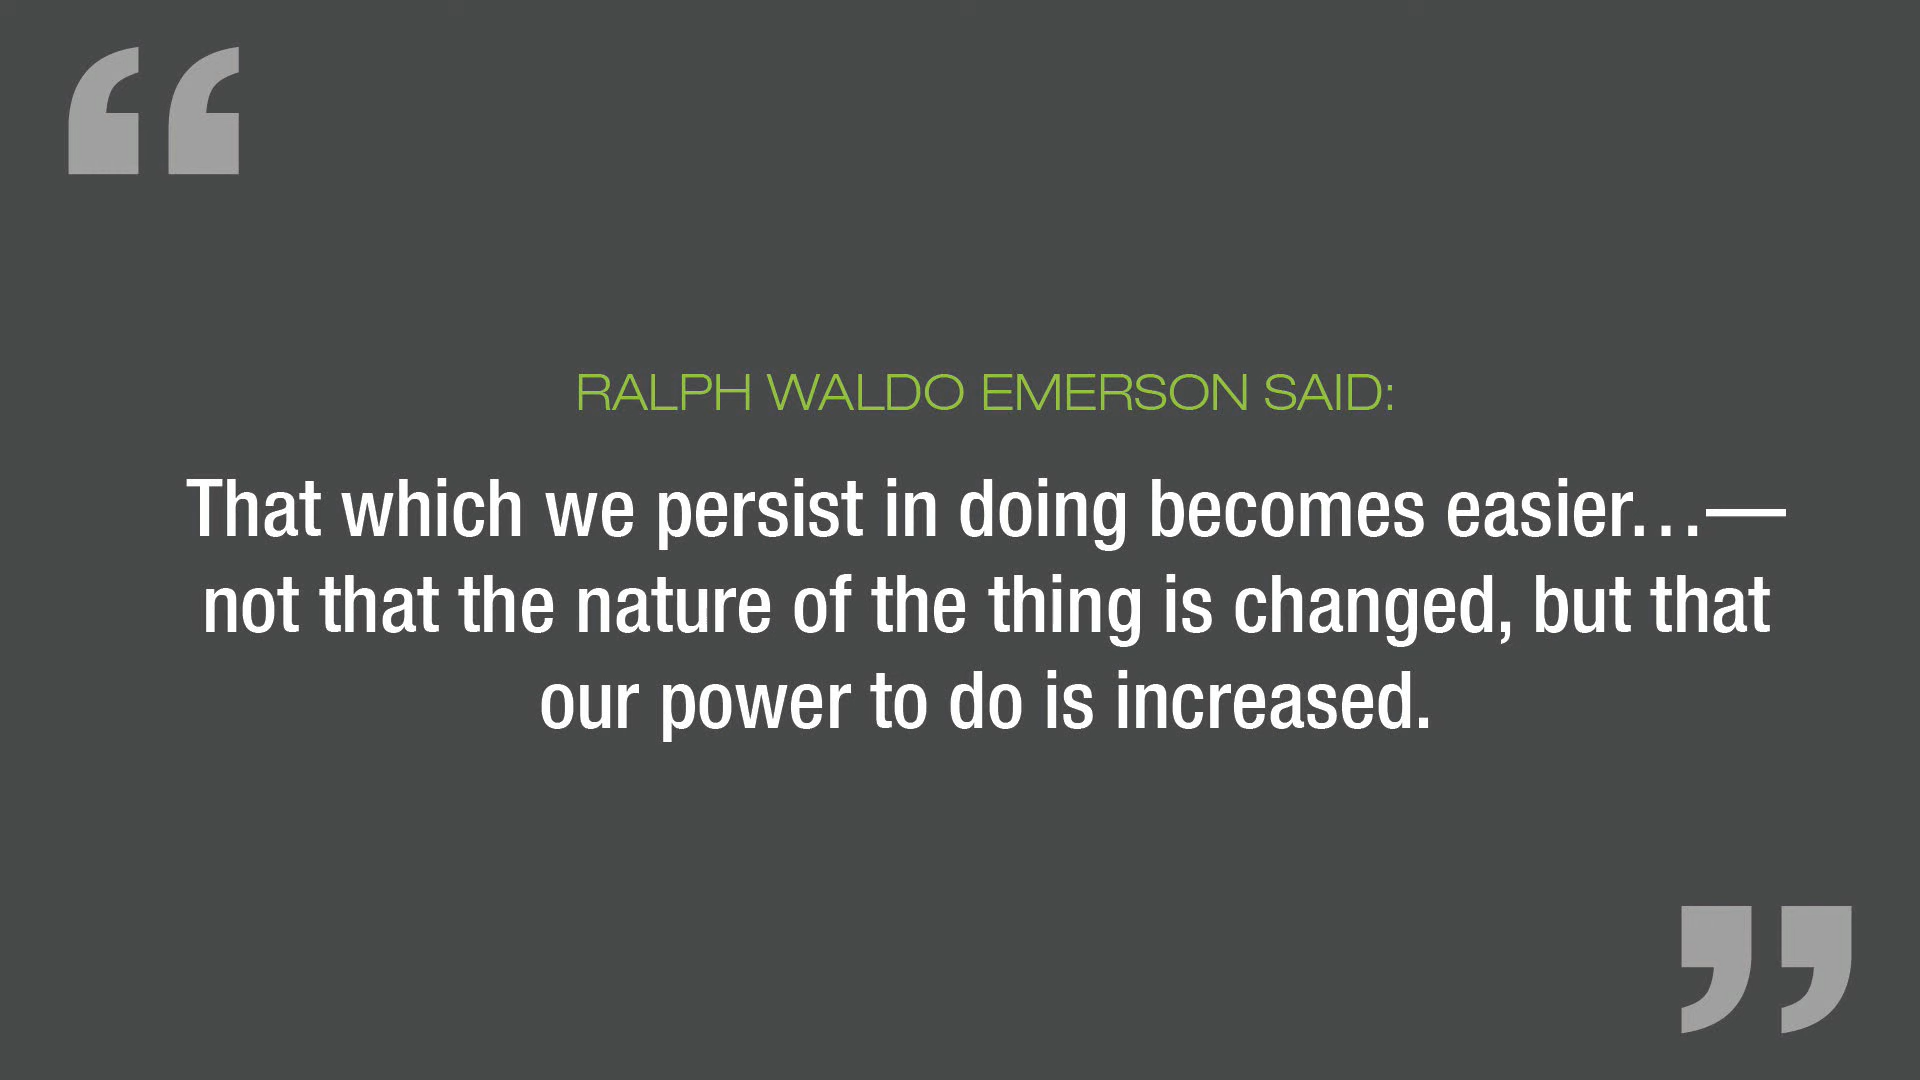 “
RALPH WALDO EMERSON SAID:
That which we persist in doing becomes easier…—
not that the nature of the thing is changed, but that
our power to do is increased.
”